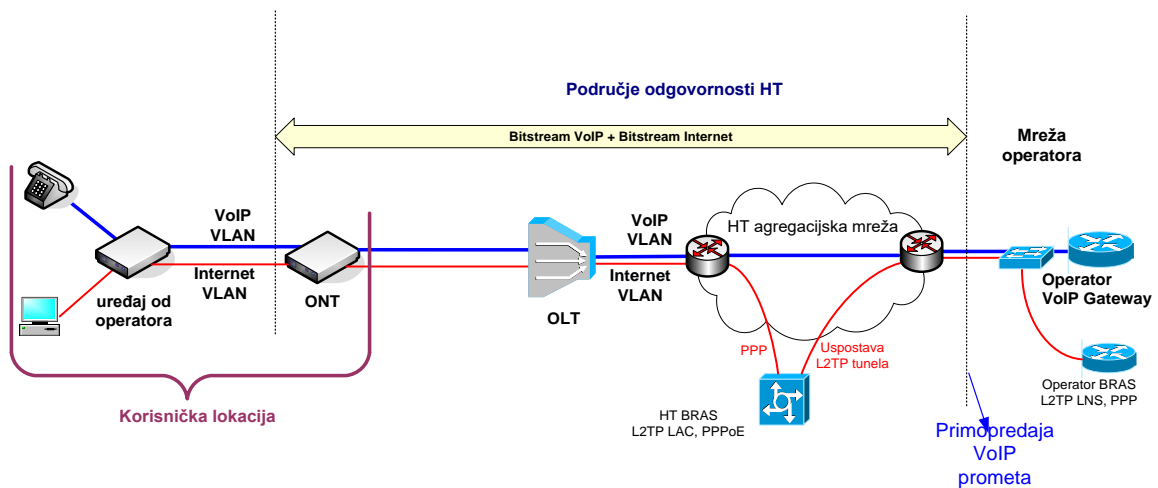 Područje odgovornosti HT
Bitstream VoIP + Bitstream Internet
Mreža
operatora
VoIP
VLAN
Internet
VLAN
uređaj od
operatora
ONT
OLT
VoIP
VLAN
Internet
VLAN
HT agregacijska mreža
Operator
VoIP Gateway
PPP
Uspostava
L2TP tunela
HT BRAS
L2TP LAC, PPPoE
Operator BRAS
L2TP LNS, PPP
Korisnička lokacija
Primopredaja
VoIP
prometa